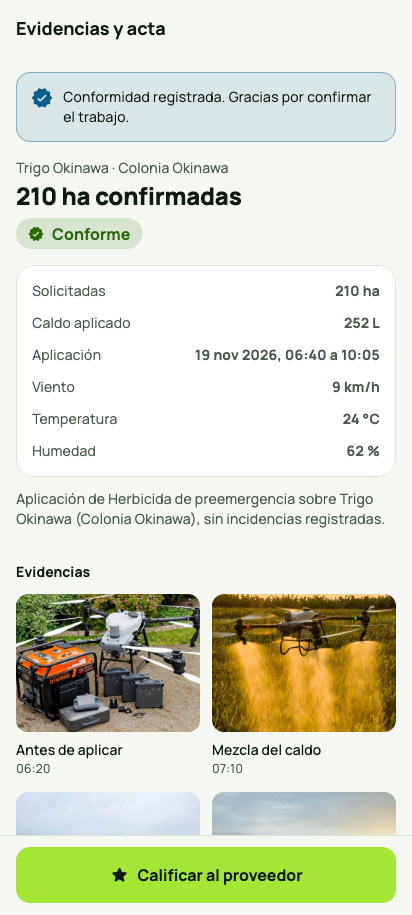 Evidencias y acta
Conformidad registrada. Gracias por confirmar
el trabajo.
Trigo Okinawa · Colonia Okinawa
210 ha confirmadas
Conforme
Solicitadas 210 ha
Caldo aplicado 252 L
Aplicación 19 nov 2026, 06:40 a 10:05
Viento 9 km/h
Temperatura 24 °C
Humedad 62 %
Aplicación de Herbicida de preemergencia sobre Trigo
Okinawa (Colonia Okinawa), sin incidencias registradas.
Evidencias
Antes de aplicar
06:20
Mezcla del caldo
07:10
Calificar al proveedor